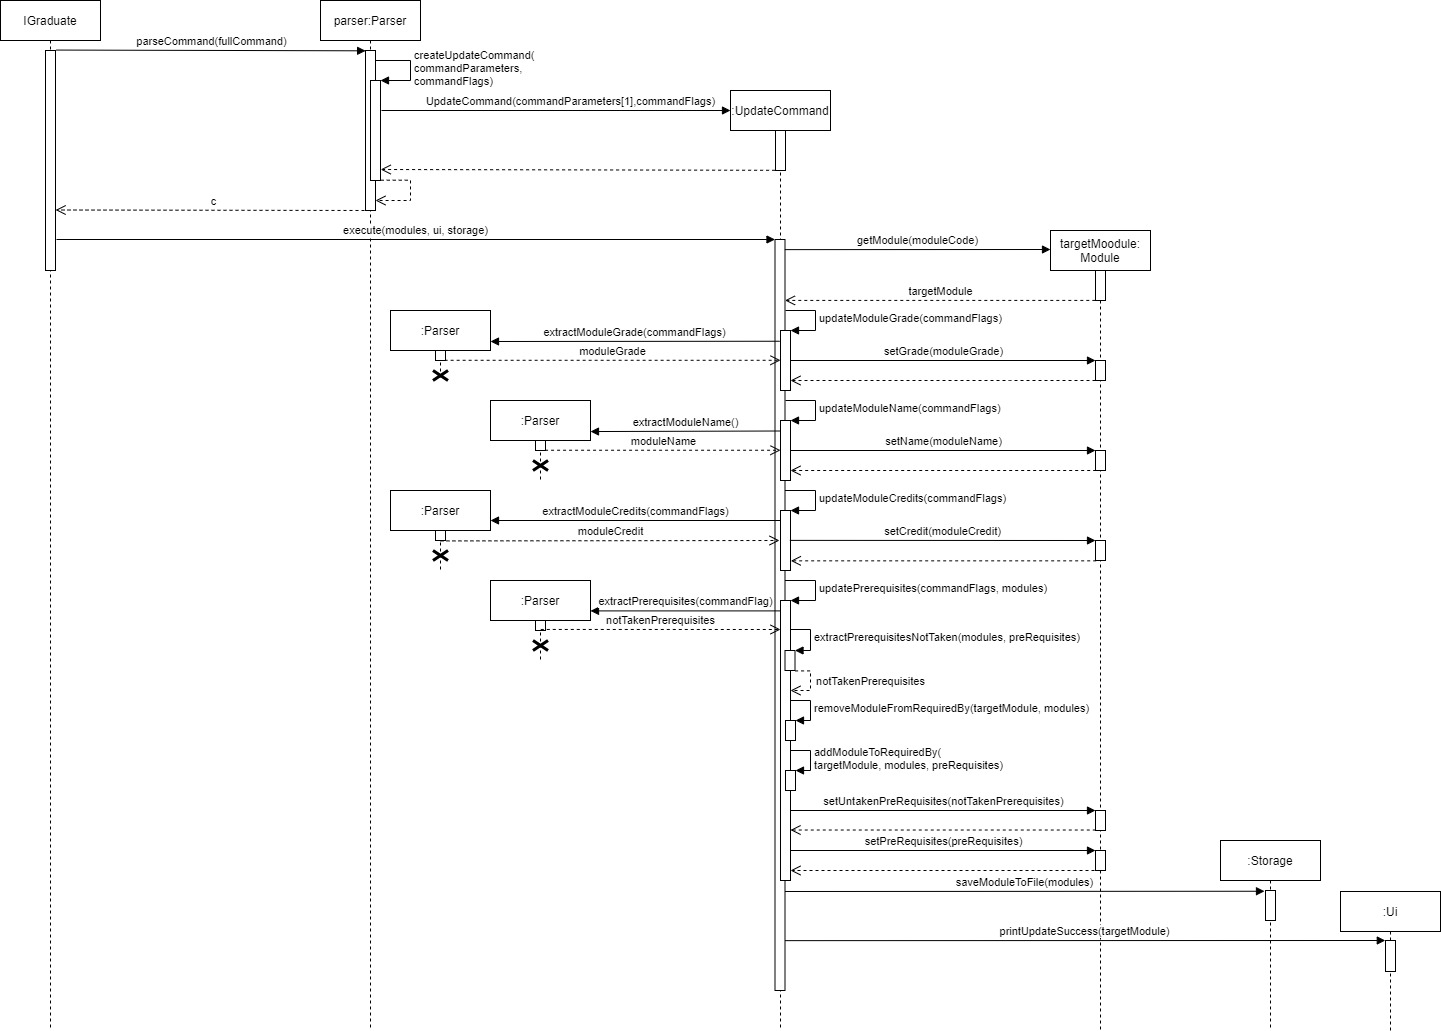 IGraduate
parser:Parser
parseCommand(fullCommand)
createUpdateCommand(
commandParameters,
commandFlags)
UpdateCommand(commandParameters[1],commandFlags)
:UpdateCommand
c
execute(modules, ui, storage)
getModule(moduleCode)
targetMoodule:
Module
targetModule
updateModuleGrade(commandFlags)
:Parser
extractModuleGrade(commandFlags)
moduleGrade
setGrade(moduleGrade)
updateModuleName(commandFlags)
:Parser
extractModuleName()
moduleName
setName(moduleName)
updateModuleCredits(commandFlags)
:Parser
extractModuleCredits(commandFlags)
moduleCredit
setCredit(moduleCredit)
updatePrerequisites(commandFlags, modules)
:Parser
extractPrerequisites(commandFlag)
notTakenPrerequisites
extractPrerequisitesNotTaken(modules, preRequisites)
notTakenPrerequisites
removeModuleFromRequiredBy(targetModule, modules)
addModuleToRequiredBy(
targetModule, modules, preRequisites)
setUntakenPreRequisites(notTakenPrerequisites)
setPreRequisites(preRequisites)
:Storage
saveModuleToFile(modules)
:Ui
printUpdateSuccess(targetModule)